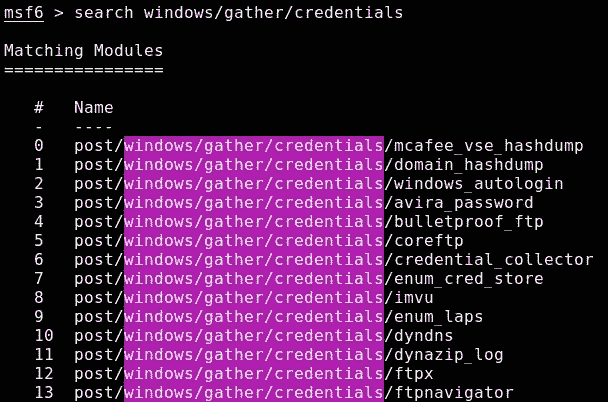 msf6 > search windows/gather/credentials
Matching Modules
================
# Name
- ----
0 post/windows/gather/credentials/mcafee_vse_hashdump
1 post/windows/gather/credentials/domain_hashdump
2 post/windows/gather/credentials/windows_autologin
3 post/windows/gather/credentials/avira_password
4 post/windows/gather/credentials/bulletproof_ftp
5 post/windows/gather/credentials/coreftp
6 post/windows/gather/credentials/credential_collector
7 post/windows/gather/credentials/enum_cred_store
8 post/windows/gather/credentials/imvu
9 post/windows/gather/credentials/enum_laps
10 post/windows/gather/credentials/dyndns
11 post/windows/gather/credentials/dynazip_log
12 post/windows/gather/credentials/ftpx
13 post/windows/gather/credentials/ftpnavigator